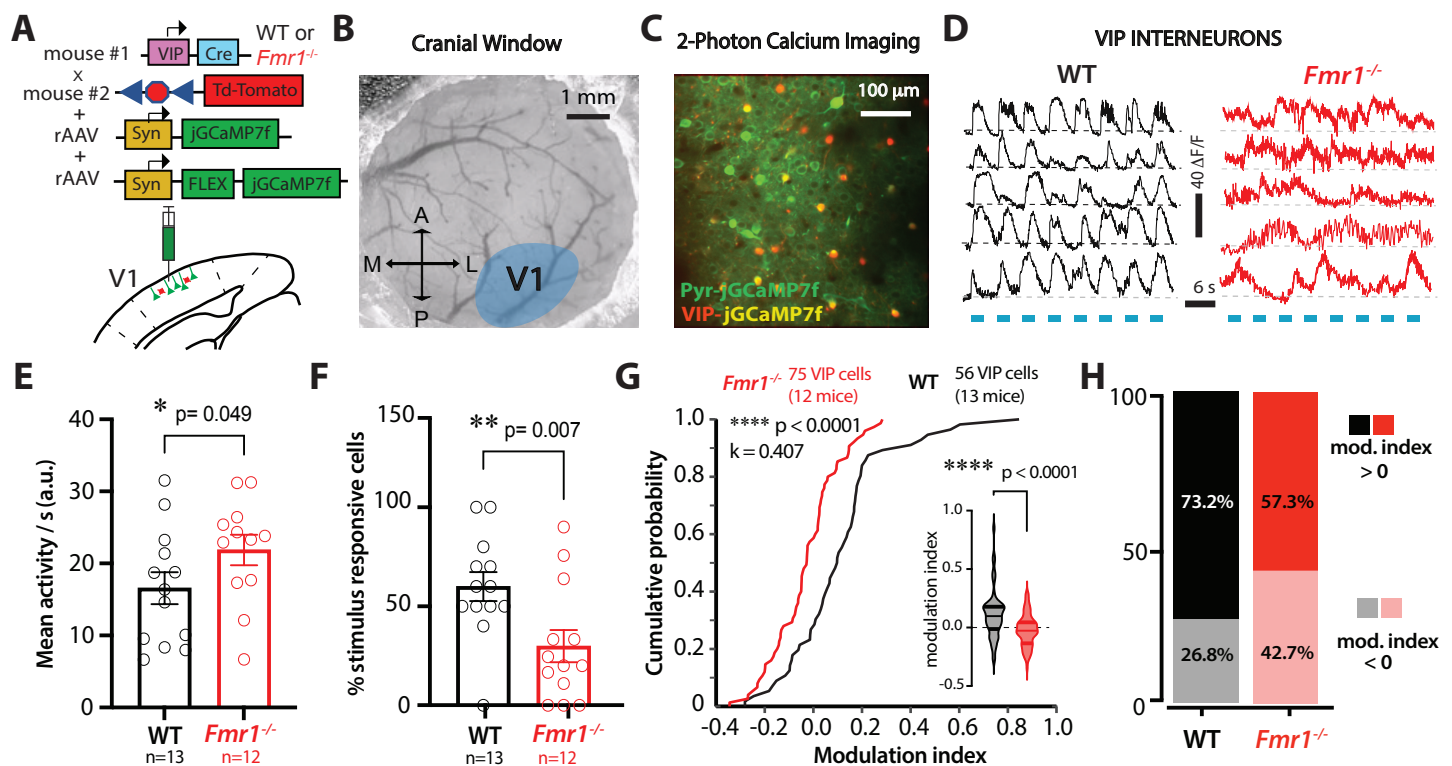 A
mouse #1
VIP
Cre
WT or
Fmr1-/-
x
mouse #2
Td-Tomato
+
rAAV
Syn
jGCaMP7f
+
rAAV
Syn
FLEX
jGCaMP7f
V1
B
Cranial Window
1 mm
A
M
L
P
V1
C
2-Photon Calcium Imaging
100 µm
Pyr-jGCaMP7f
VIP-jGCaMP7f
D
VIP INTERNEURONS
WT
Fmr1-/-
40 ΔF/F
6 s
E
* p= 0.049
Mean activity / s (a.u.)
40
30
20
10
0
WT
n=13
Fmr1-/-
n=12
F
** p= 0.007
% stimulus responsive cells
150
100
50
0
WT
n=13
Fmr1-/-
n=12
G
Fmr1-/- 75 VIP cells
(12 mice)
WT 56 VIP cells
(13 mice)
**** p < 0.0001
k = 0.407
Cumulative probability
1.0
0.8
0.6
0.4
0.2
0
-0.4 -0.2 0.0 0.2 0.4 0.6 0.8 1.0
Modulation index
**** p < 0.0001
modulation index
1.0
0.5
0.0
-0.5
H
100
50
0
73.2%
26.8%
57.3%
42.7%
mod. index
> 0
mod. index
< 0
WT
Fmr1-/-